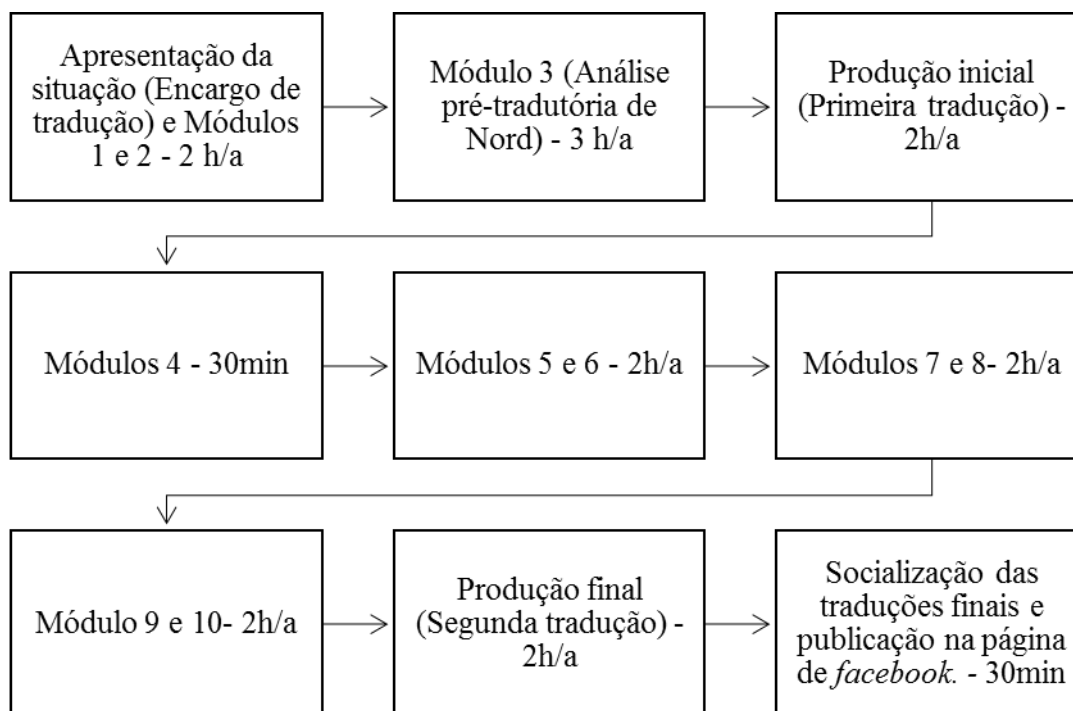 Apresentação da
situação (Encargo de
tradução) e Módulos
1 e 2 - 2 h/a
Módulo 3 (Análise
pré-tradutória de
Nord) - 3 h/a
Produção inicial
(Primeira tradução) -
2h/a
Módulos 4 - 30min
Módulos 5 e 6 - 2h/a
Módulos 7 e 8- 2h/a
Módulo 9 e 10- 2h/a
Produção final
(Segunda tradução) -
2h/a
Socialização das
traduções finais e
publicação na página
de facebook. - 30min